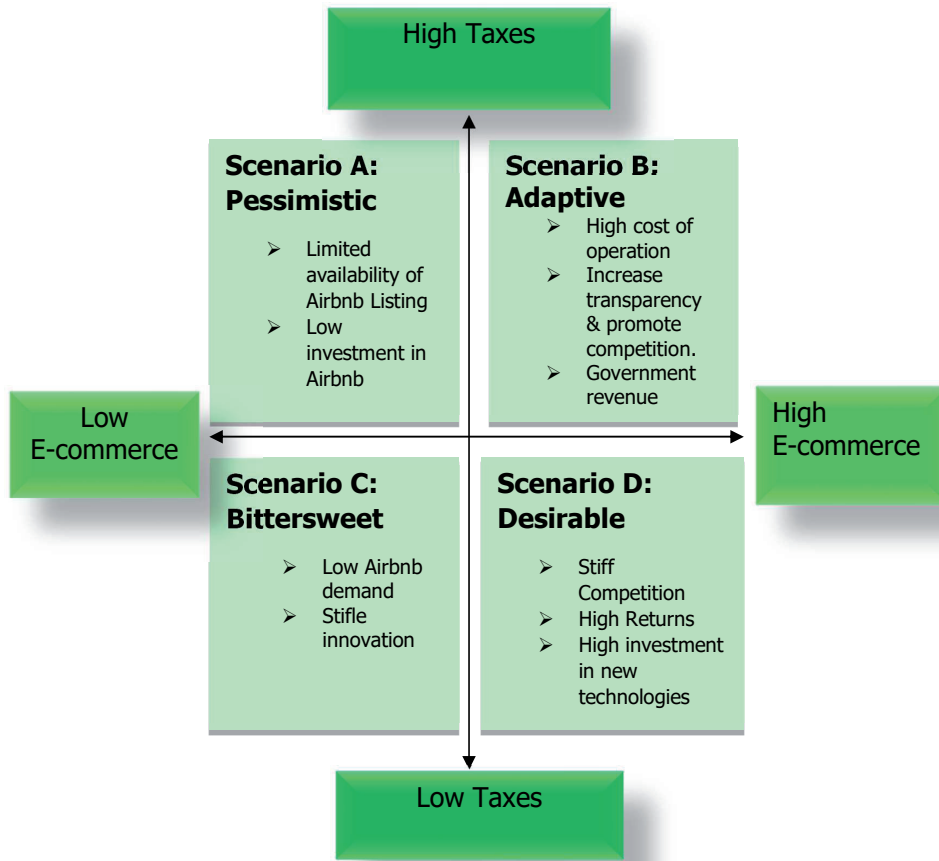 High Taxes
Scenario A:
Pessimistic
➢ Limited
availability of
Airbnb Listing
➢ Low
investment in
Airbnb
Scenario B:
Adaptive
➢ High cost of
operation
➢ Increase
transparency
& promote
competition.
➢ Government
revenue
Low
E-commerce
High
E-commerce
Scenario C:
Bittersweet
➢ Low Airbnb
demand
➢ Stifle
innovation
Scenario D:
Desirable
➢ Stiff
Competition
➢ High Returns
➢ High investment
in new
technologies
Low Taxes